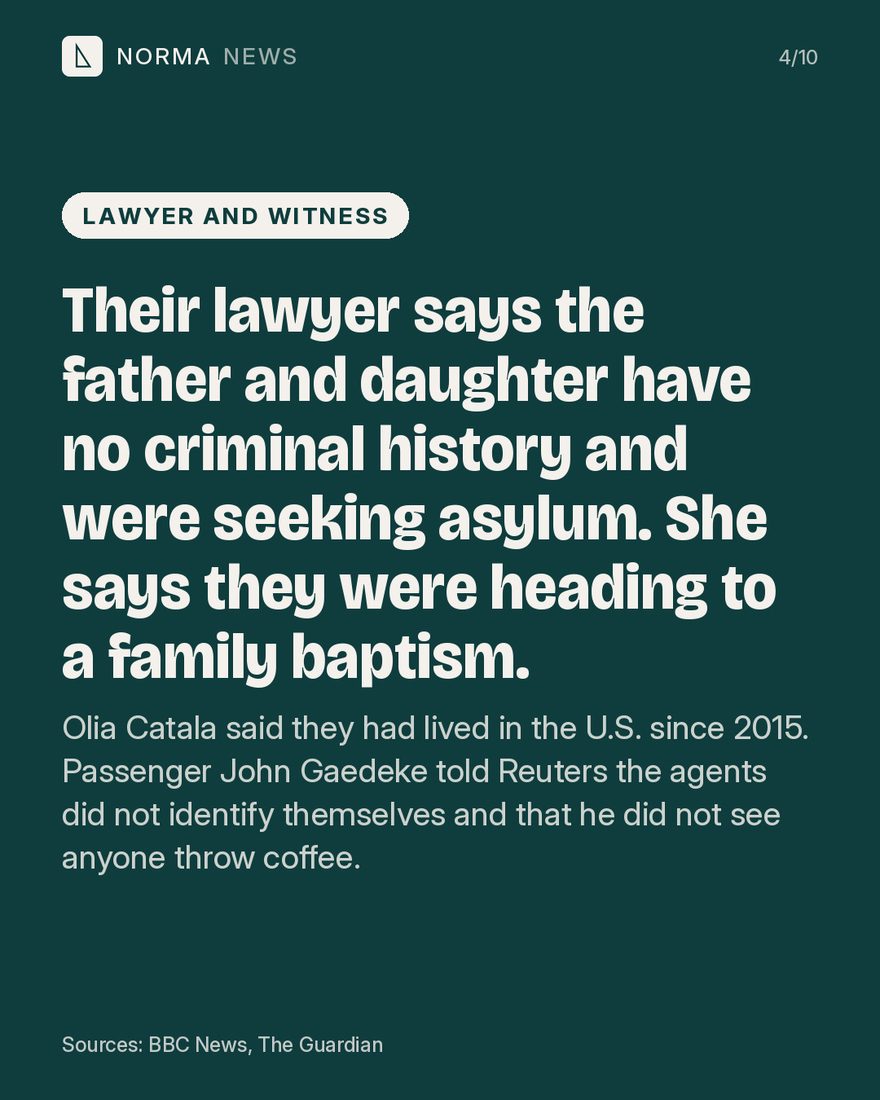 NORMA NEWS
4/10
LAWYER AND WITNESS
Their lawyer says the
father and daughter have
no criminal history and
were seeking asylum. She
says they were heading to
a family baptism.
Olia Catala said they had lived in the U.S. since 2015.
Passenger John Gaedeke told Reuters the agents
did not identify themselves and that he did not see
anyone throw coffee.
Sources: BBC News, The Guardian